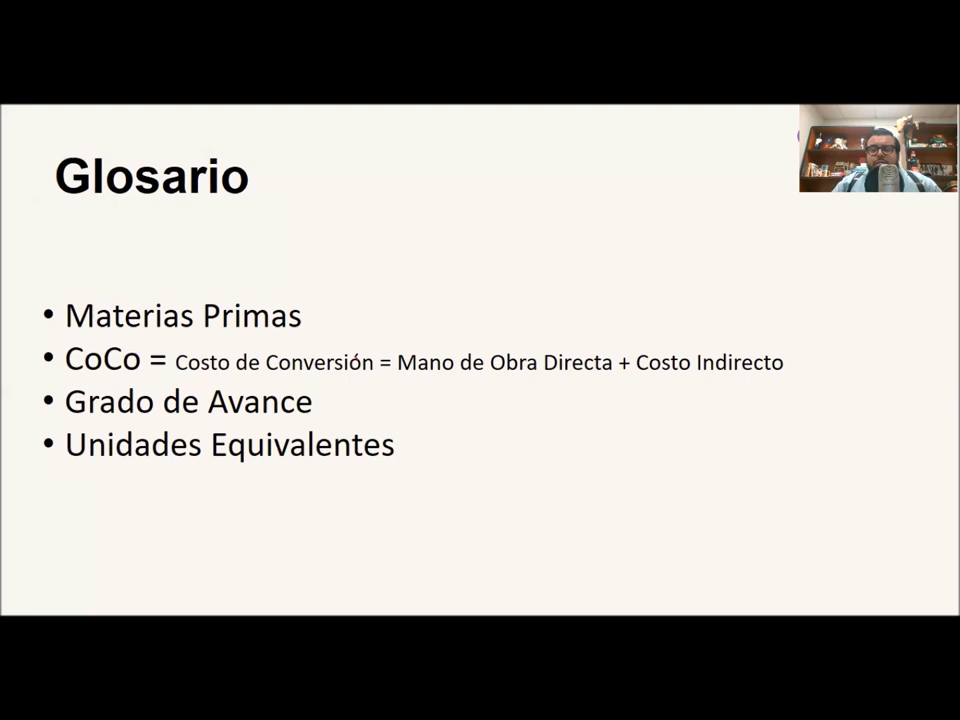 Glosario
• Materias Primas
• CoCo = Costo de Conversión = Mano de Obra Directa + Costo Indirecto
• Grado de Avance
• Unidades Equivalentes